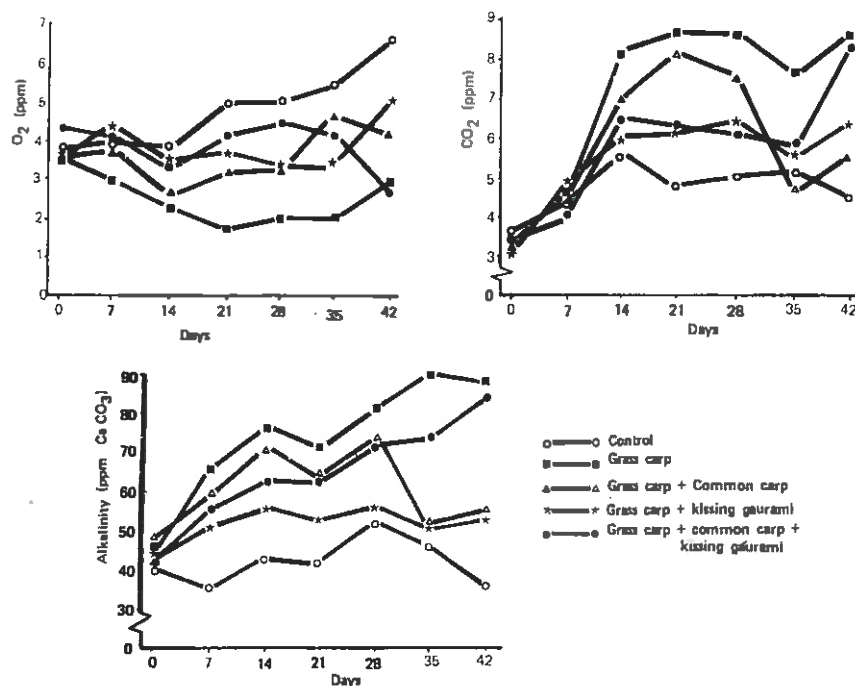 7
6
5
4
3
2
1
0
O2 (ppm)
0 7 14 21 28 35 42
Days
9
8
7
6
5
4
3
0
CO2 (ppm)
0 7 14 21 28 35 42
Days
90
80
70
60
50
40
30
0
Alkalinity (ppm Ca CO3)
0 7 14 21 28 35 42
Days
Control
Grass carp
Grass carp + Common carp
Grass carp + kissing gaurami
Grass carp + common carp +
kissing gaurami